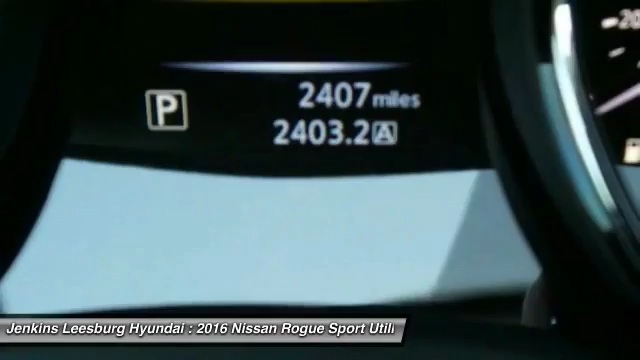 P 2407 miles
2403.2 A
Jenkins Leesburg Hyundai : 2016 Nissan Rogue Sport Utili